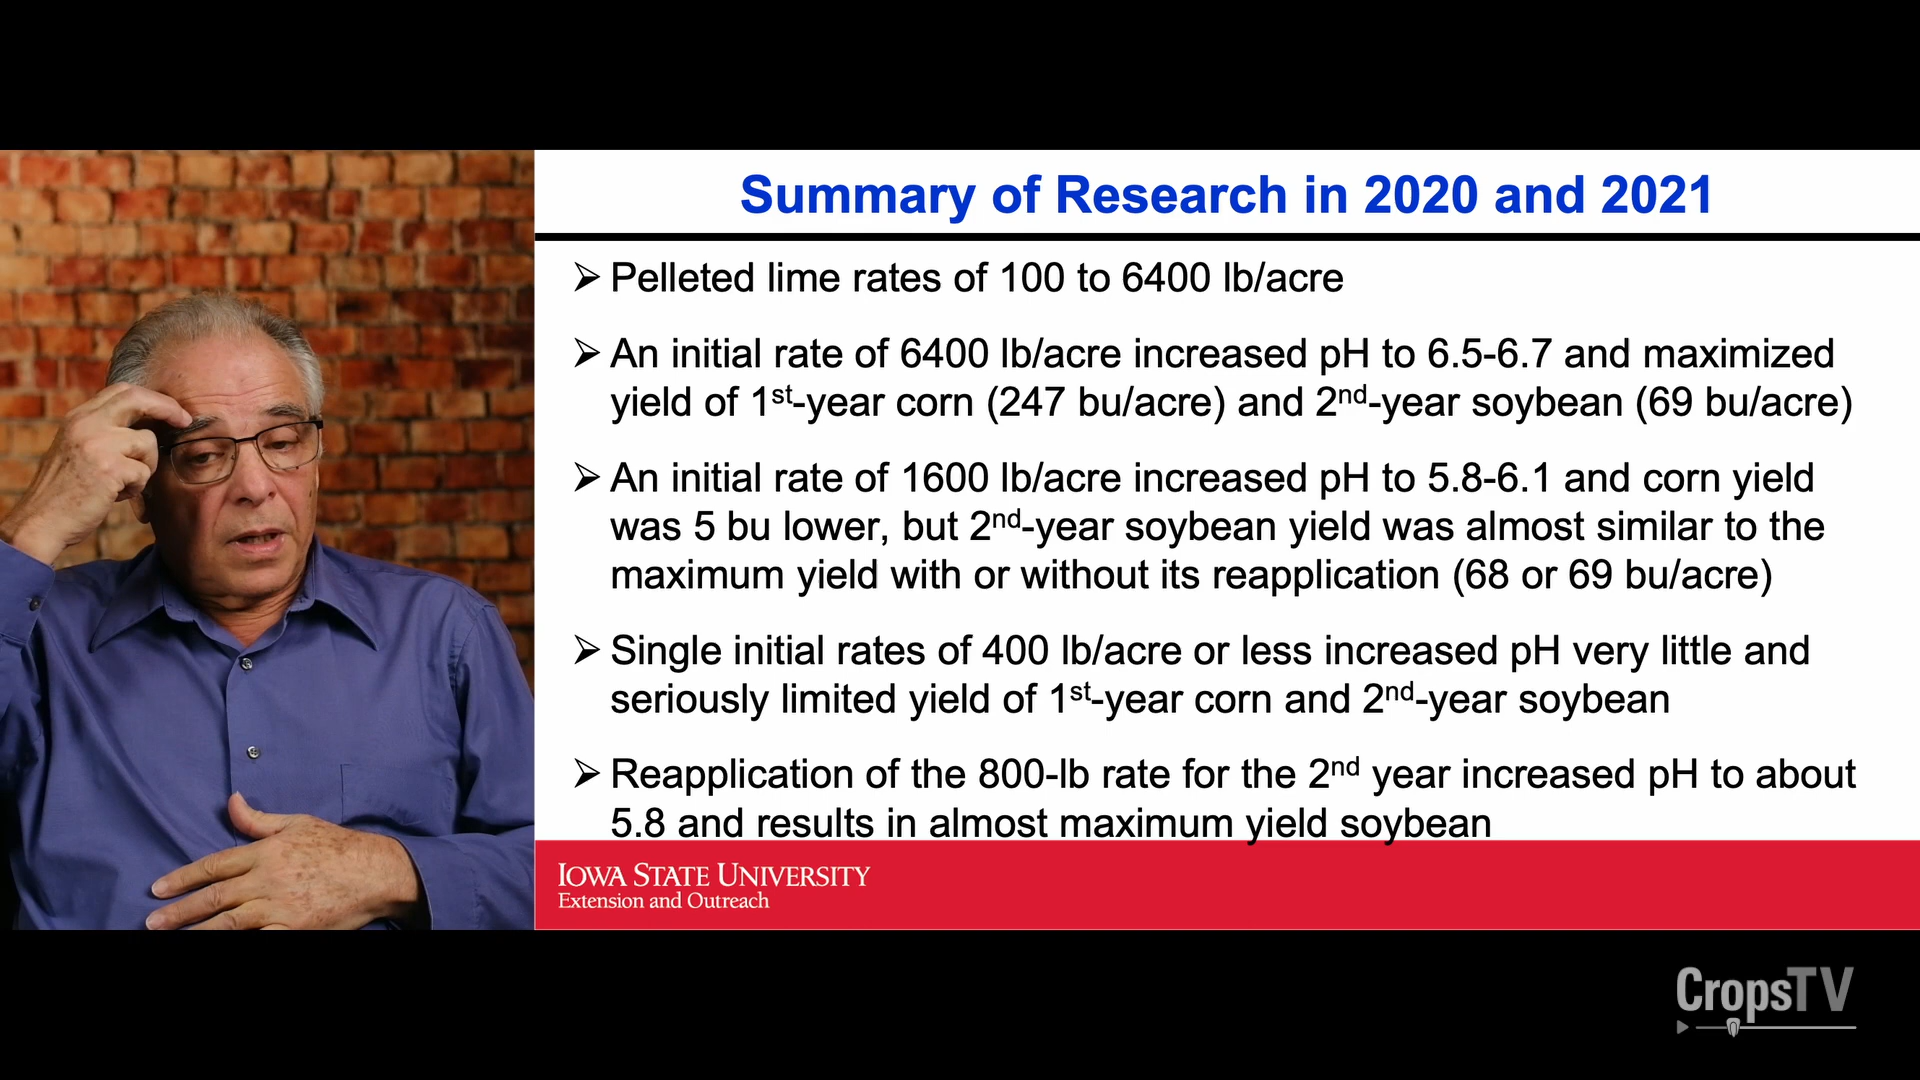 Summary of Research in 2020 and 2021
➢ Pelleted lime rates of 100 to 6400 lb/acre
➢ An initial rate of 6400 lb/acre increased pH to 6.5-6.7 and maximized
yield of 1st-year corn (247 bu/acre) and 2nd-year soybean (69 bu/acre)
➢ An initial rate of 1600 lb/acre increased pH to 5.8-6.1 and corn yield
was 5 bu lower, but 2nd-year soybean yield was almost similar to the
maximum yield with or without its reapplication (68 or 69 bu/acre)
➢ Single initial rates of 400 lb/acre or less increased pH very little and
seriously limited yield of 1st-year corn and 2nd-year soybean
➢ Reapplication of the 800-lb rate for the 2nd year increased pH to about
5.8 and results in almost maximum yield soybean
IOWA STATE UNIVERSITY
Extension and Outreach
CropsTV